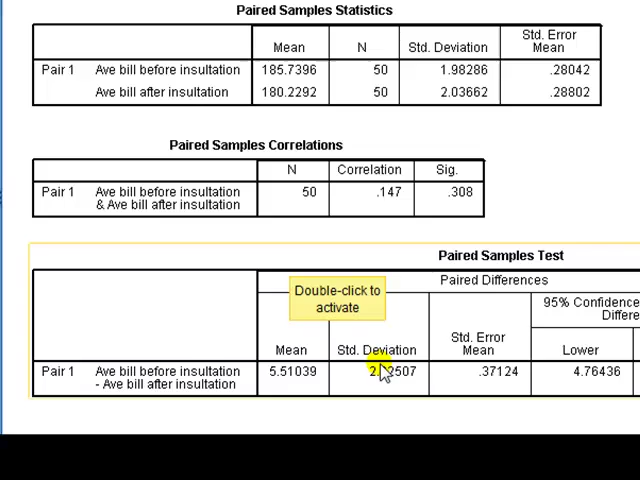 Paired Samples Statistics
Mean N Std. Deviation Std. Error Mean
Pair 1 Ave bill before insultation 185.7396 50 1.98286 .28042
Ave bill after insultation 180.2292 50 2.03662 .28802
Paired Samples Correlations
N Correlation Sig.
Pair 1 Ave bill before insultation & Ave bill after insultation 50 .147 .308
Paired Samples Test
Paired Differences
Double-click to
activate
95% Confidence
Differe
Mean Std. Deviation Std. Error Mean Lower
Pair 1 Ave bill before insultation - Ave bill after insultation 5.51039 .37124 4.76436